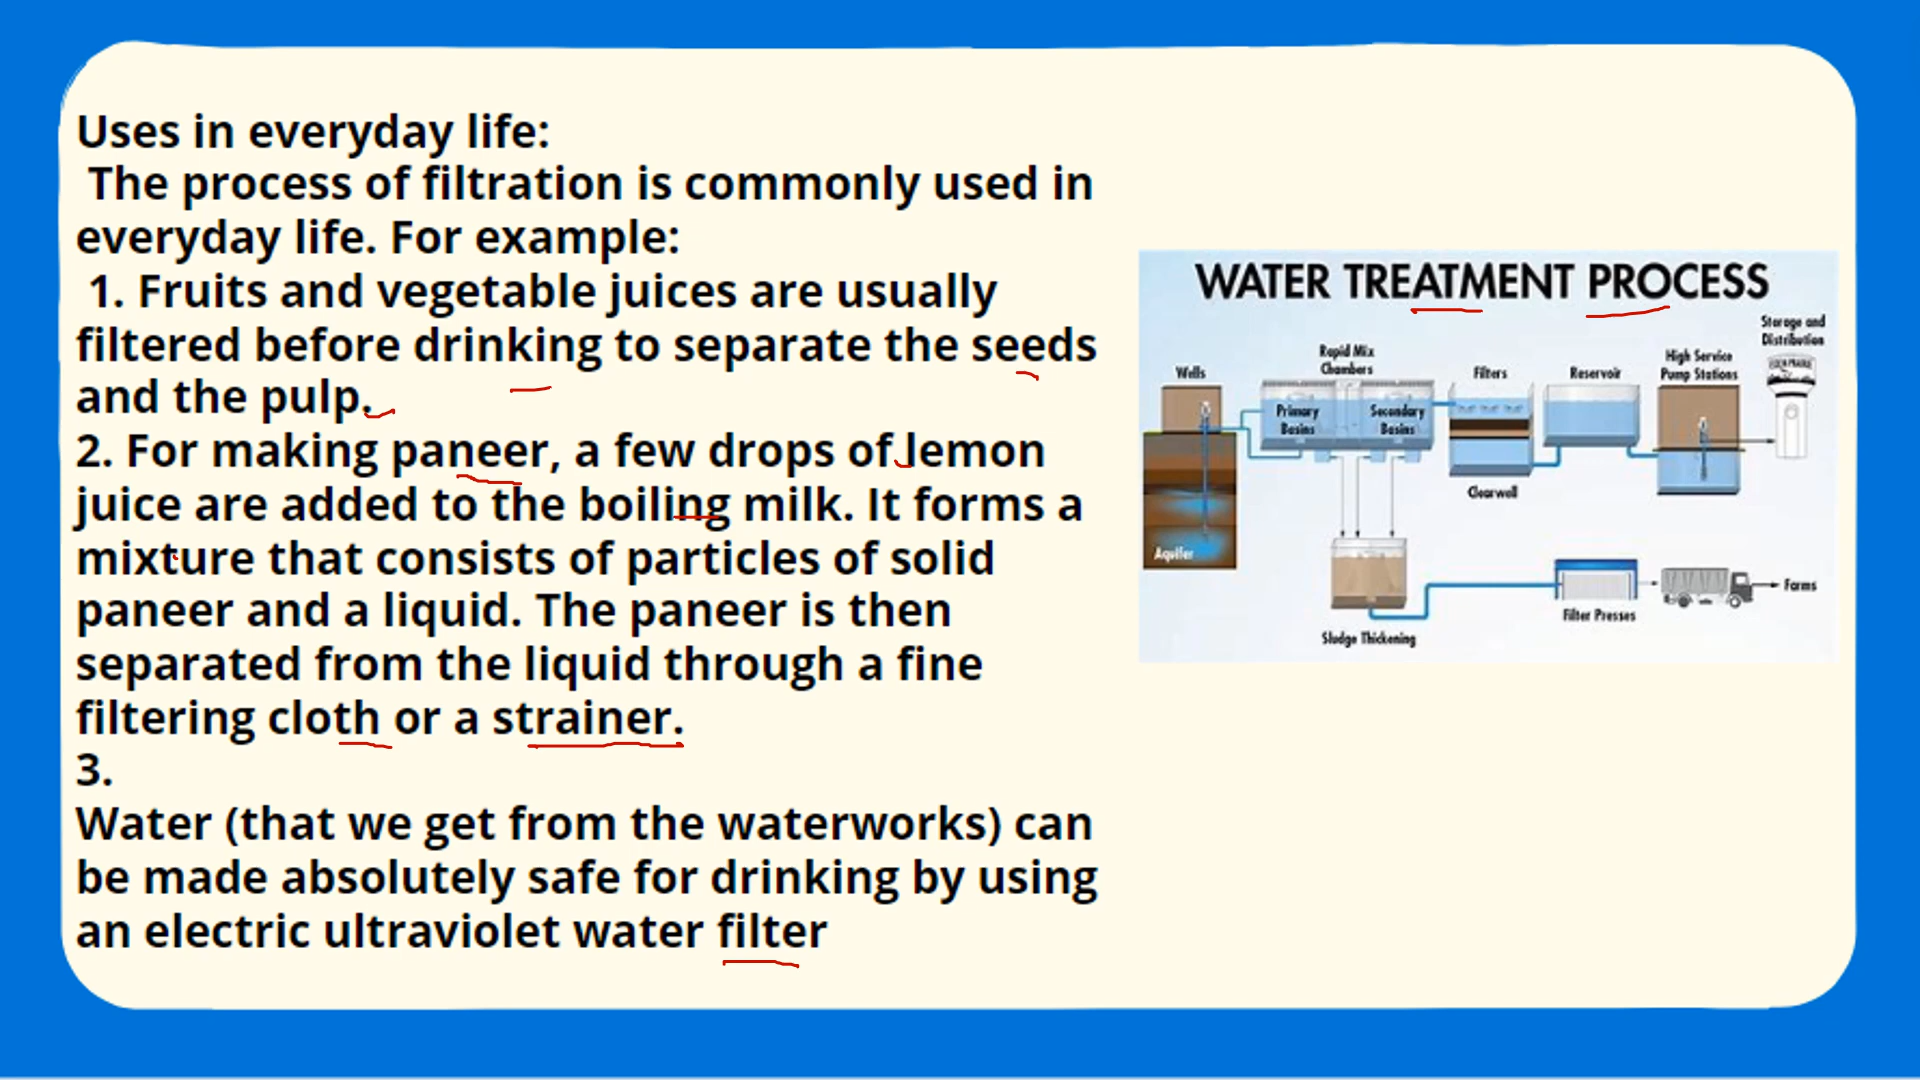 Uses in everyday life:
The process of filtration is commonly used in
everyday life. For example:
1. Fruits and vegetable juices are usually
filtered before drinking to separate the seeds
and the pulp.
2. For making paneer, a few drops of lemon
juice are added to the boiling milk. It forms a
mixture that consists of particles of solid
paneer and a liquid. The paneer is then
separated from the liquid through a fine
filtering cloth or a strainer.
3.
Water (that we get from the waterworks) can
be made absolutely safe for drinking by using
an electric ultraviolet water filter
WATER TREATMENT PROCESS
Wells
Rapid Mix
Chambers
Primary
Basins
Secondary
Basins
Filters
Clearwell
Reservoir
High Service
Pump Stations
Storage and
Distribution
EDEN PRAIRIE
Aquifer
Sludge Thickening
Filter Presses
Farms